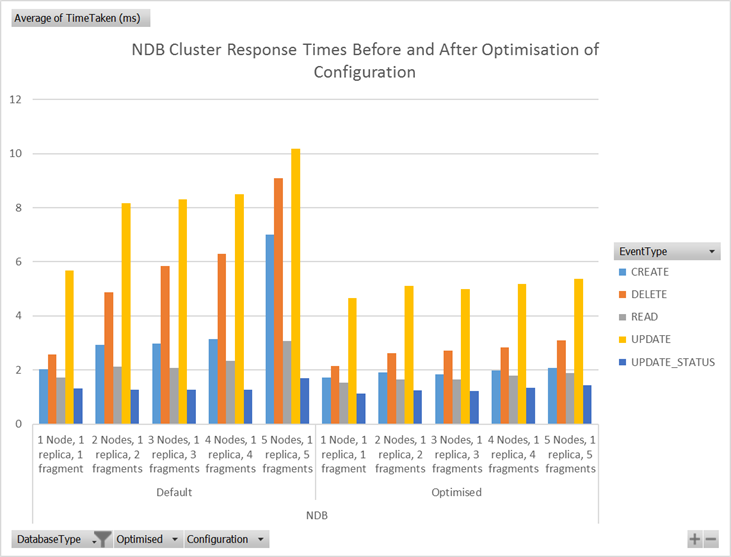 Average of TimeTaken (ms)
NDB Cluster Response Times Before and After Optimisation of
Configuration
12
10
8
6
4
2
0
EventType
CREATE
DELETE
READ
UPDATE
UPDATE_STATUS
1 Node, 1
replica, 1
fragment
2 Nodes, 1
replica, 2
fragments
3 Nodes, 1
replica, 3
fragments
4 Nodes, 1
replica, 4
fragments
5 Nodes, 1
replica, 5
fragments
1 Node, 1
replica, 1
fragment
2 Nodes, 1
replica, 2
fragments
3 Nodes, 1
replica, 3
fragments
4 Nodes, 1
replica, 4
fragments
5 Nodes, 1
replica, 5
fragments
Default
Optimised
NDB
DatabaseType
Optimised
Configuration